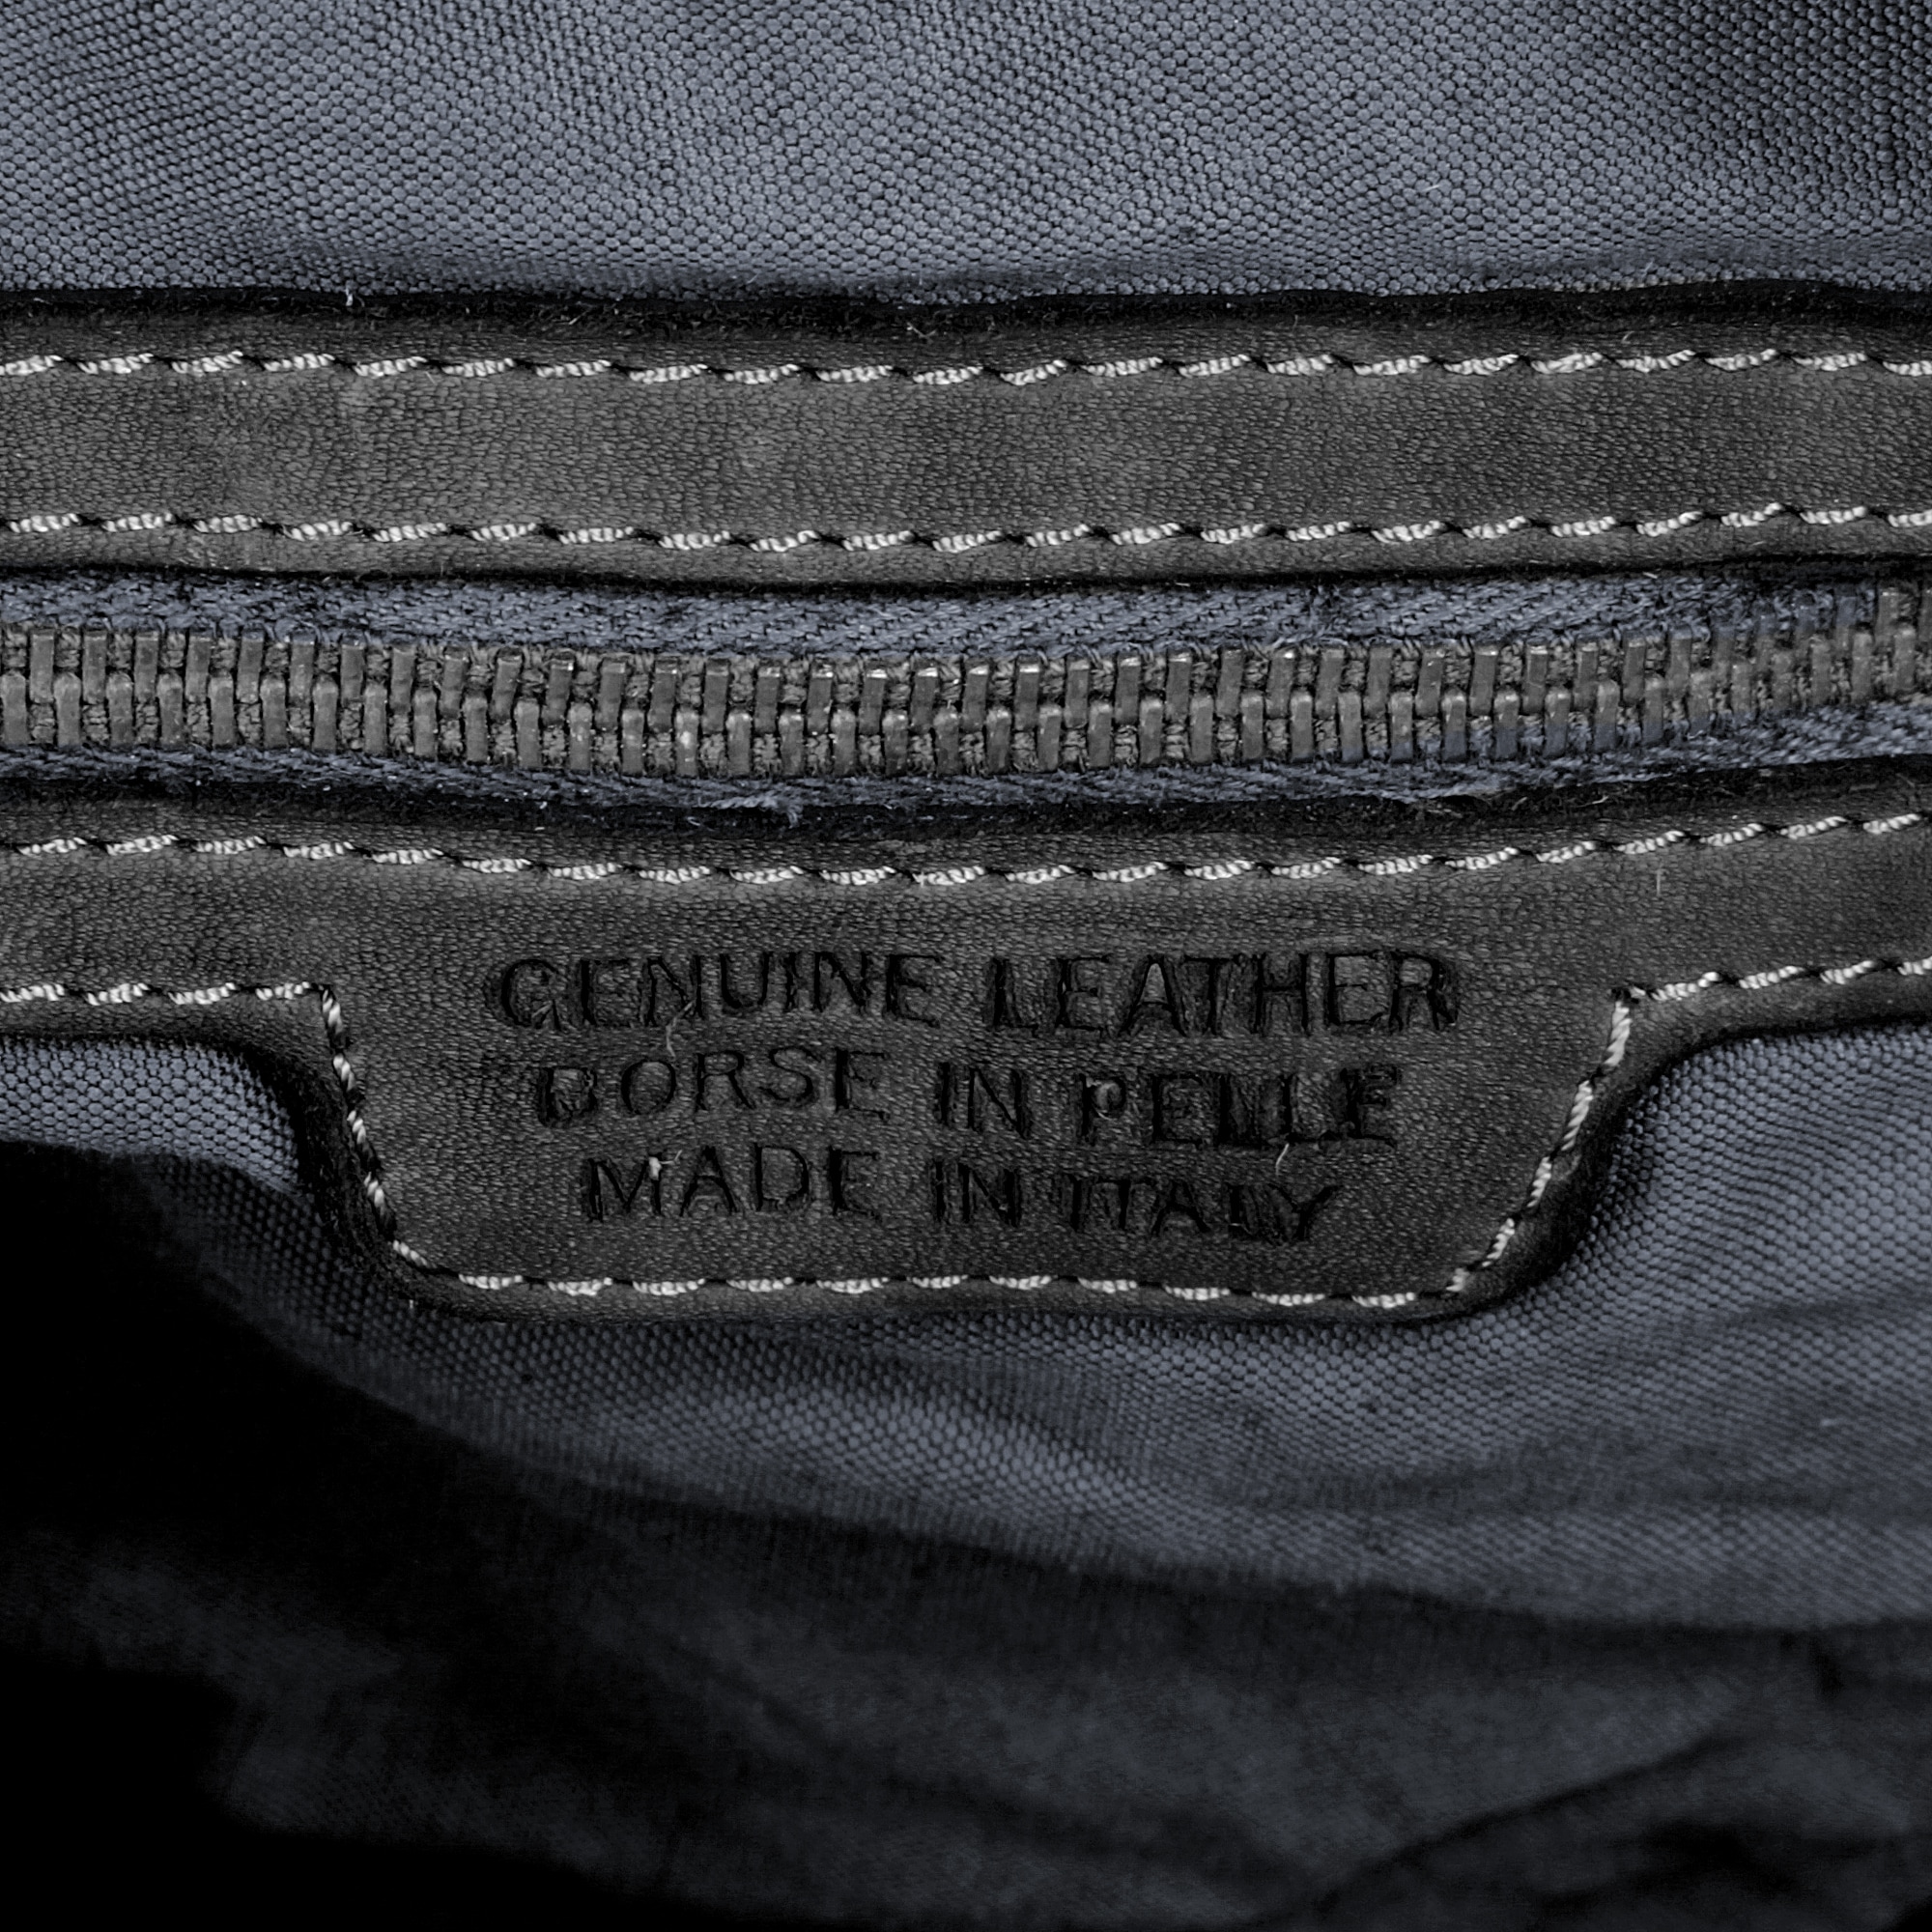 GENUINE LEATHER
BORSE IN PELLE
MADE IN ITALY